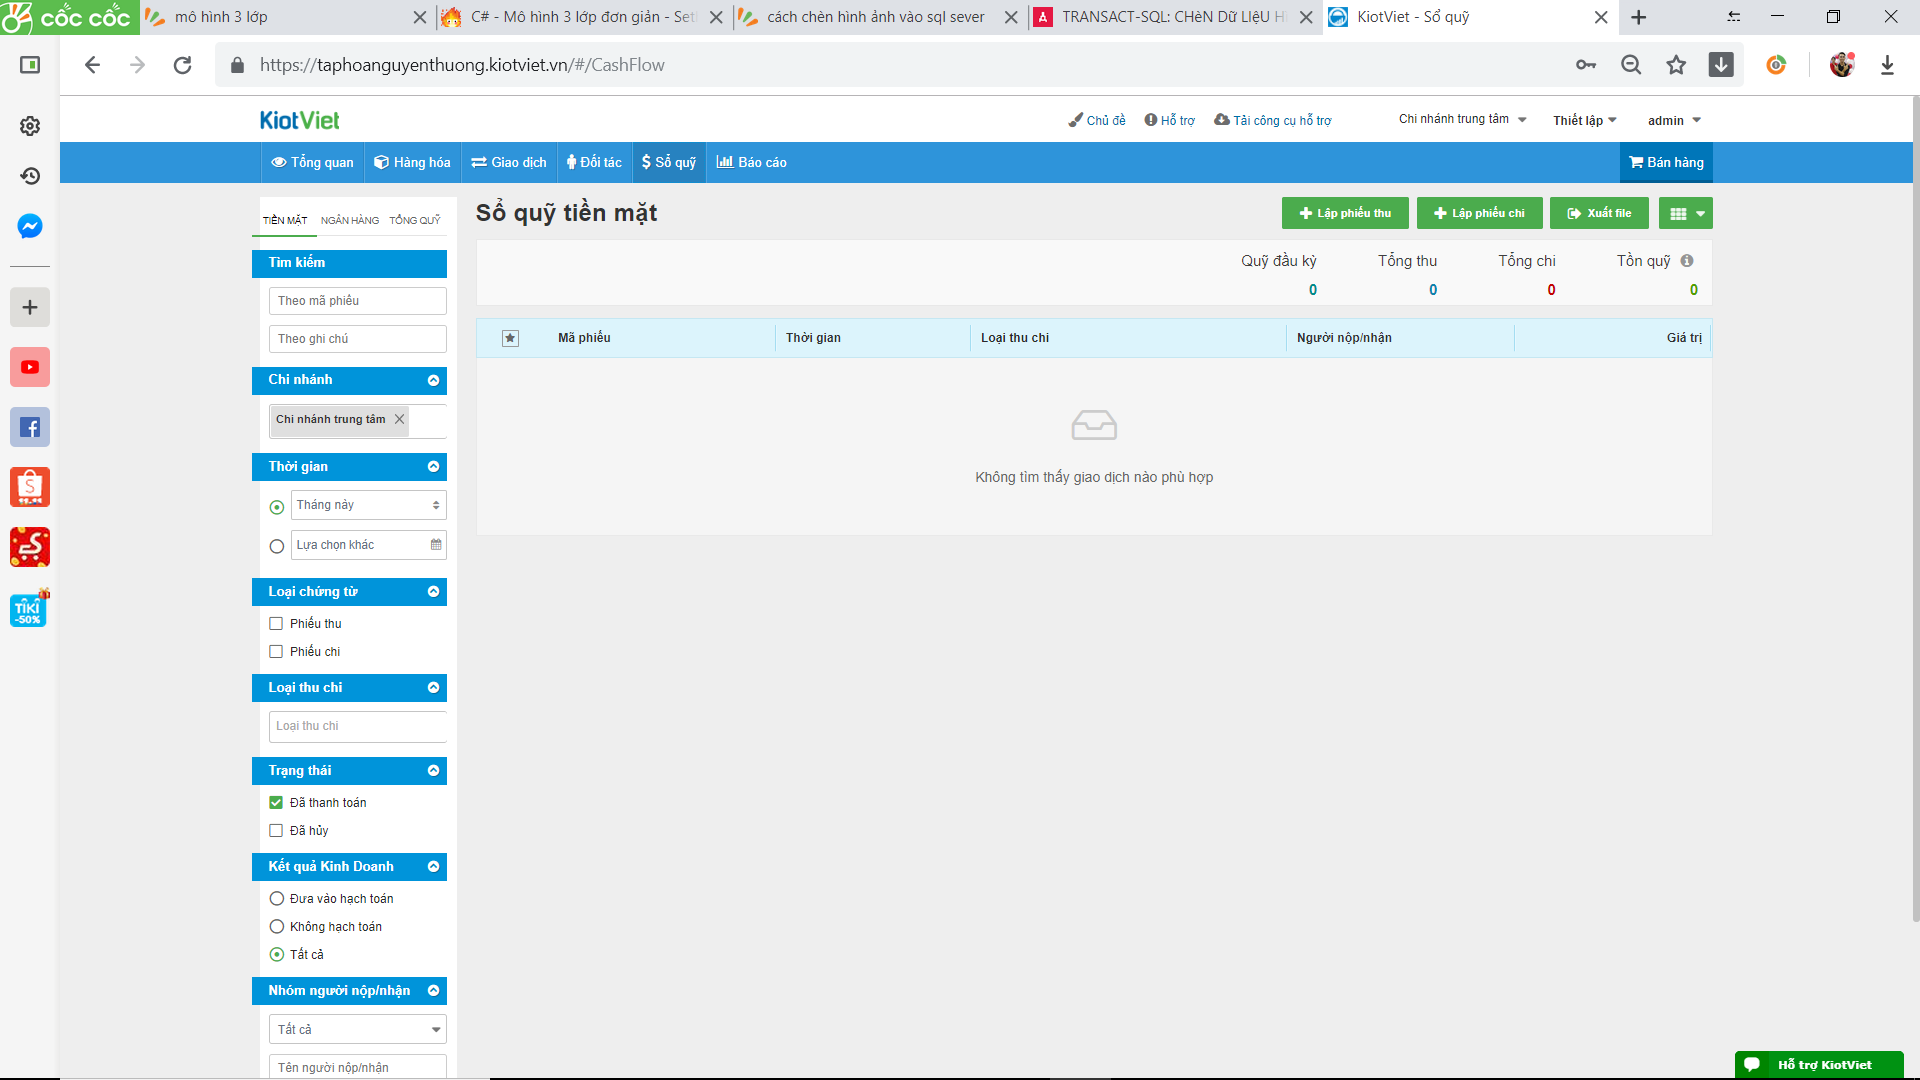 cốc cốc
mô hình 3 lớp
C# - Mô hình 3 lớp đơn giản - Set
cách chèn hình ảnh vào sql sever
TRANSACT-SQL: CHèN Dữ LIệU H
KiotViet - Sổ quỹ
https://taphoanguyenthuong.kiotviet.vn/#/CashFlow
KiotViet
Chủ đề
Hỗ trợ
Tải công cụ hỗ trợ
Chi nhánh trung tâm
Thiết lập
admin
Tổng quan
Hàng hóa
Giao dịch
Đối tác
Sổ quỹ
Báo cáo
Bán hàng
TIỀN MẶT
NGÂN HÀNG
TỔNG QUỸ
Sổ quỹ tiền mặt
Lập phiếu thu
Lập phiếu chi
Xuất file
Tìm kiếm
Theo mã phiếu
Theo ghi chú
Quỹ đầu kỳ
Tổng thu
Tổng chi
Tồn quỹ
0
0
0
0
Mã phiếu
Thời gian
Loại thu chi
Người nộp/nhận
Giá trị
Không tìm thấy giao dịch nào phù hợp
Chi nhánh
Chi nhánh trung tâm
Thời gian
Tháng này
Lựa chọn khác
Loại chứng từ
Phiếu thu
Phiếu chi
Loại thu chi
Loại thu chi
Trạng thái
Đã thanh toán
Đã hủy
Kết quả Kinh Doanh
Đưa vào hạch toán
Không hạch toán
Tất cả
Nhóm người nộp/nhận
Tất cả
Tên người nộp/nhận
TIKI
-50%
Hỗ trợ KiotViet